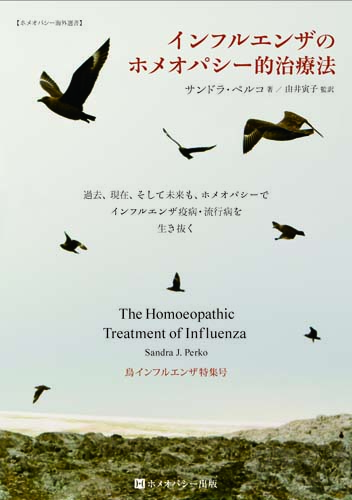 【ホメオパシー海外選書】
インフルエンザの
ホメオパシー的治療法
サンドラ・ペルコ 著／由井寅子 監訳
過去、現在、そして未来も、ホメオパシーで
インフルエンザ疫病・流行病を
生き抜く
The Homoeopathic
Treatment of Influenza
Sandra J. Perko
鳥インフルエンザ特集号
ホメオパシー出版